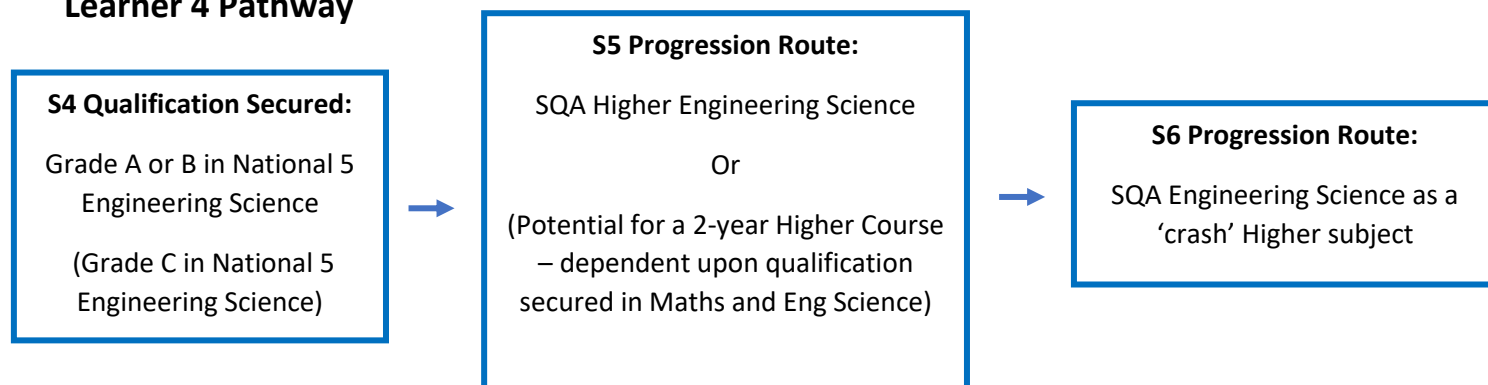 Learner 4 Pathway
S4 Qualification Secured:
Grade A or B in National 5
Engineering Science
(Grade C in National 5
Engineering Science)
S5 Progression Route:
SQA Higher Engineering Science
Or
(Potential for a 2-year Higher Course
– dependent upon qualification
secured in Maths and Eng Science)
S6 Progression Route:
SQA Engineering Science as a
‘crash’ Higher subject